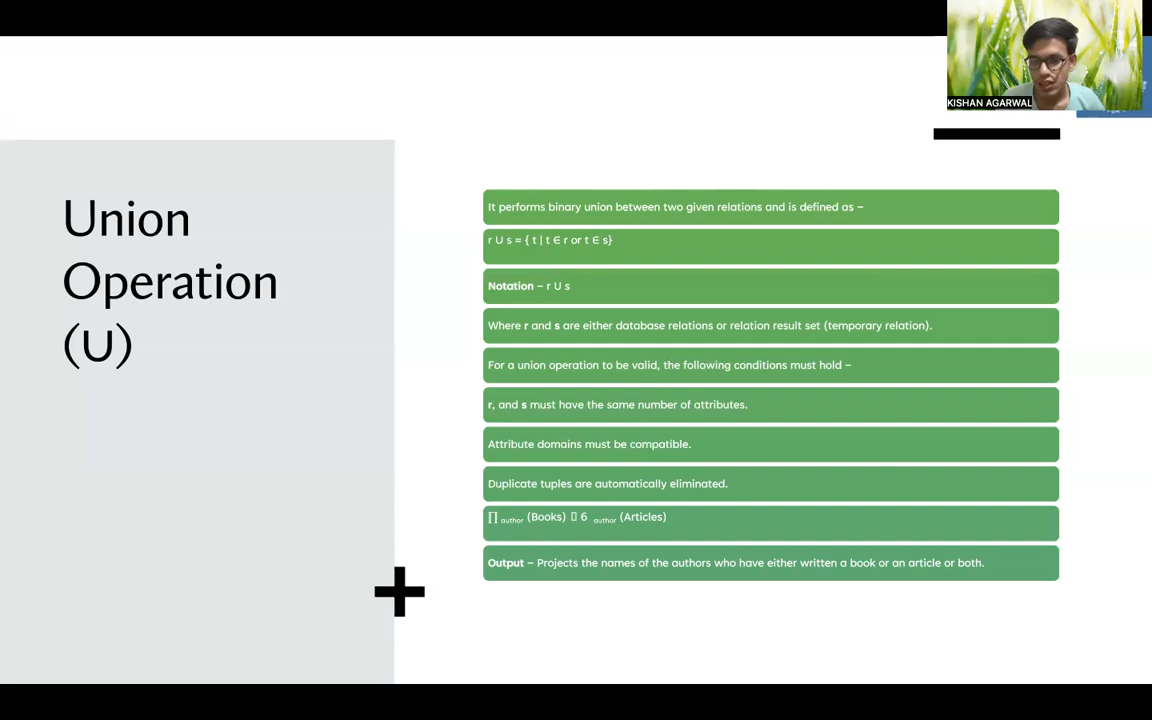 KISHAN AGARWAL
Union
Operation
(U)
It performs binary union between two given relations and is defined as –
r U s = { t | t ∈ r or t ∈ s}
Notation – r U s
Where r and s are either database relations or relation result set (temporary relation).
For a union operation to be valid, the following conditions must hold –
r, and s must have the same number of attributes.
Attribute domains must be compatible.
Duplicate tuples are automatically eliminated.
∏ author (Books) ▯ 6 author (Articles)
Output – Projects the names of the authors who have either written a book or an article or both.